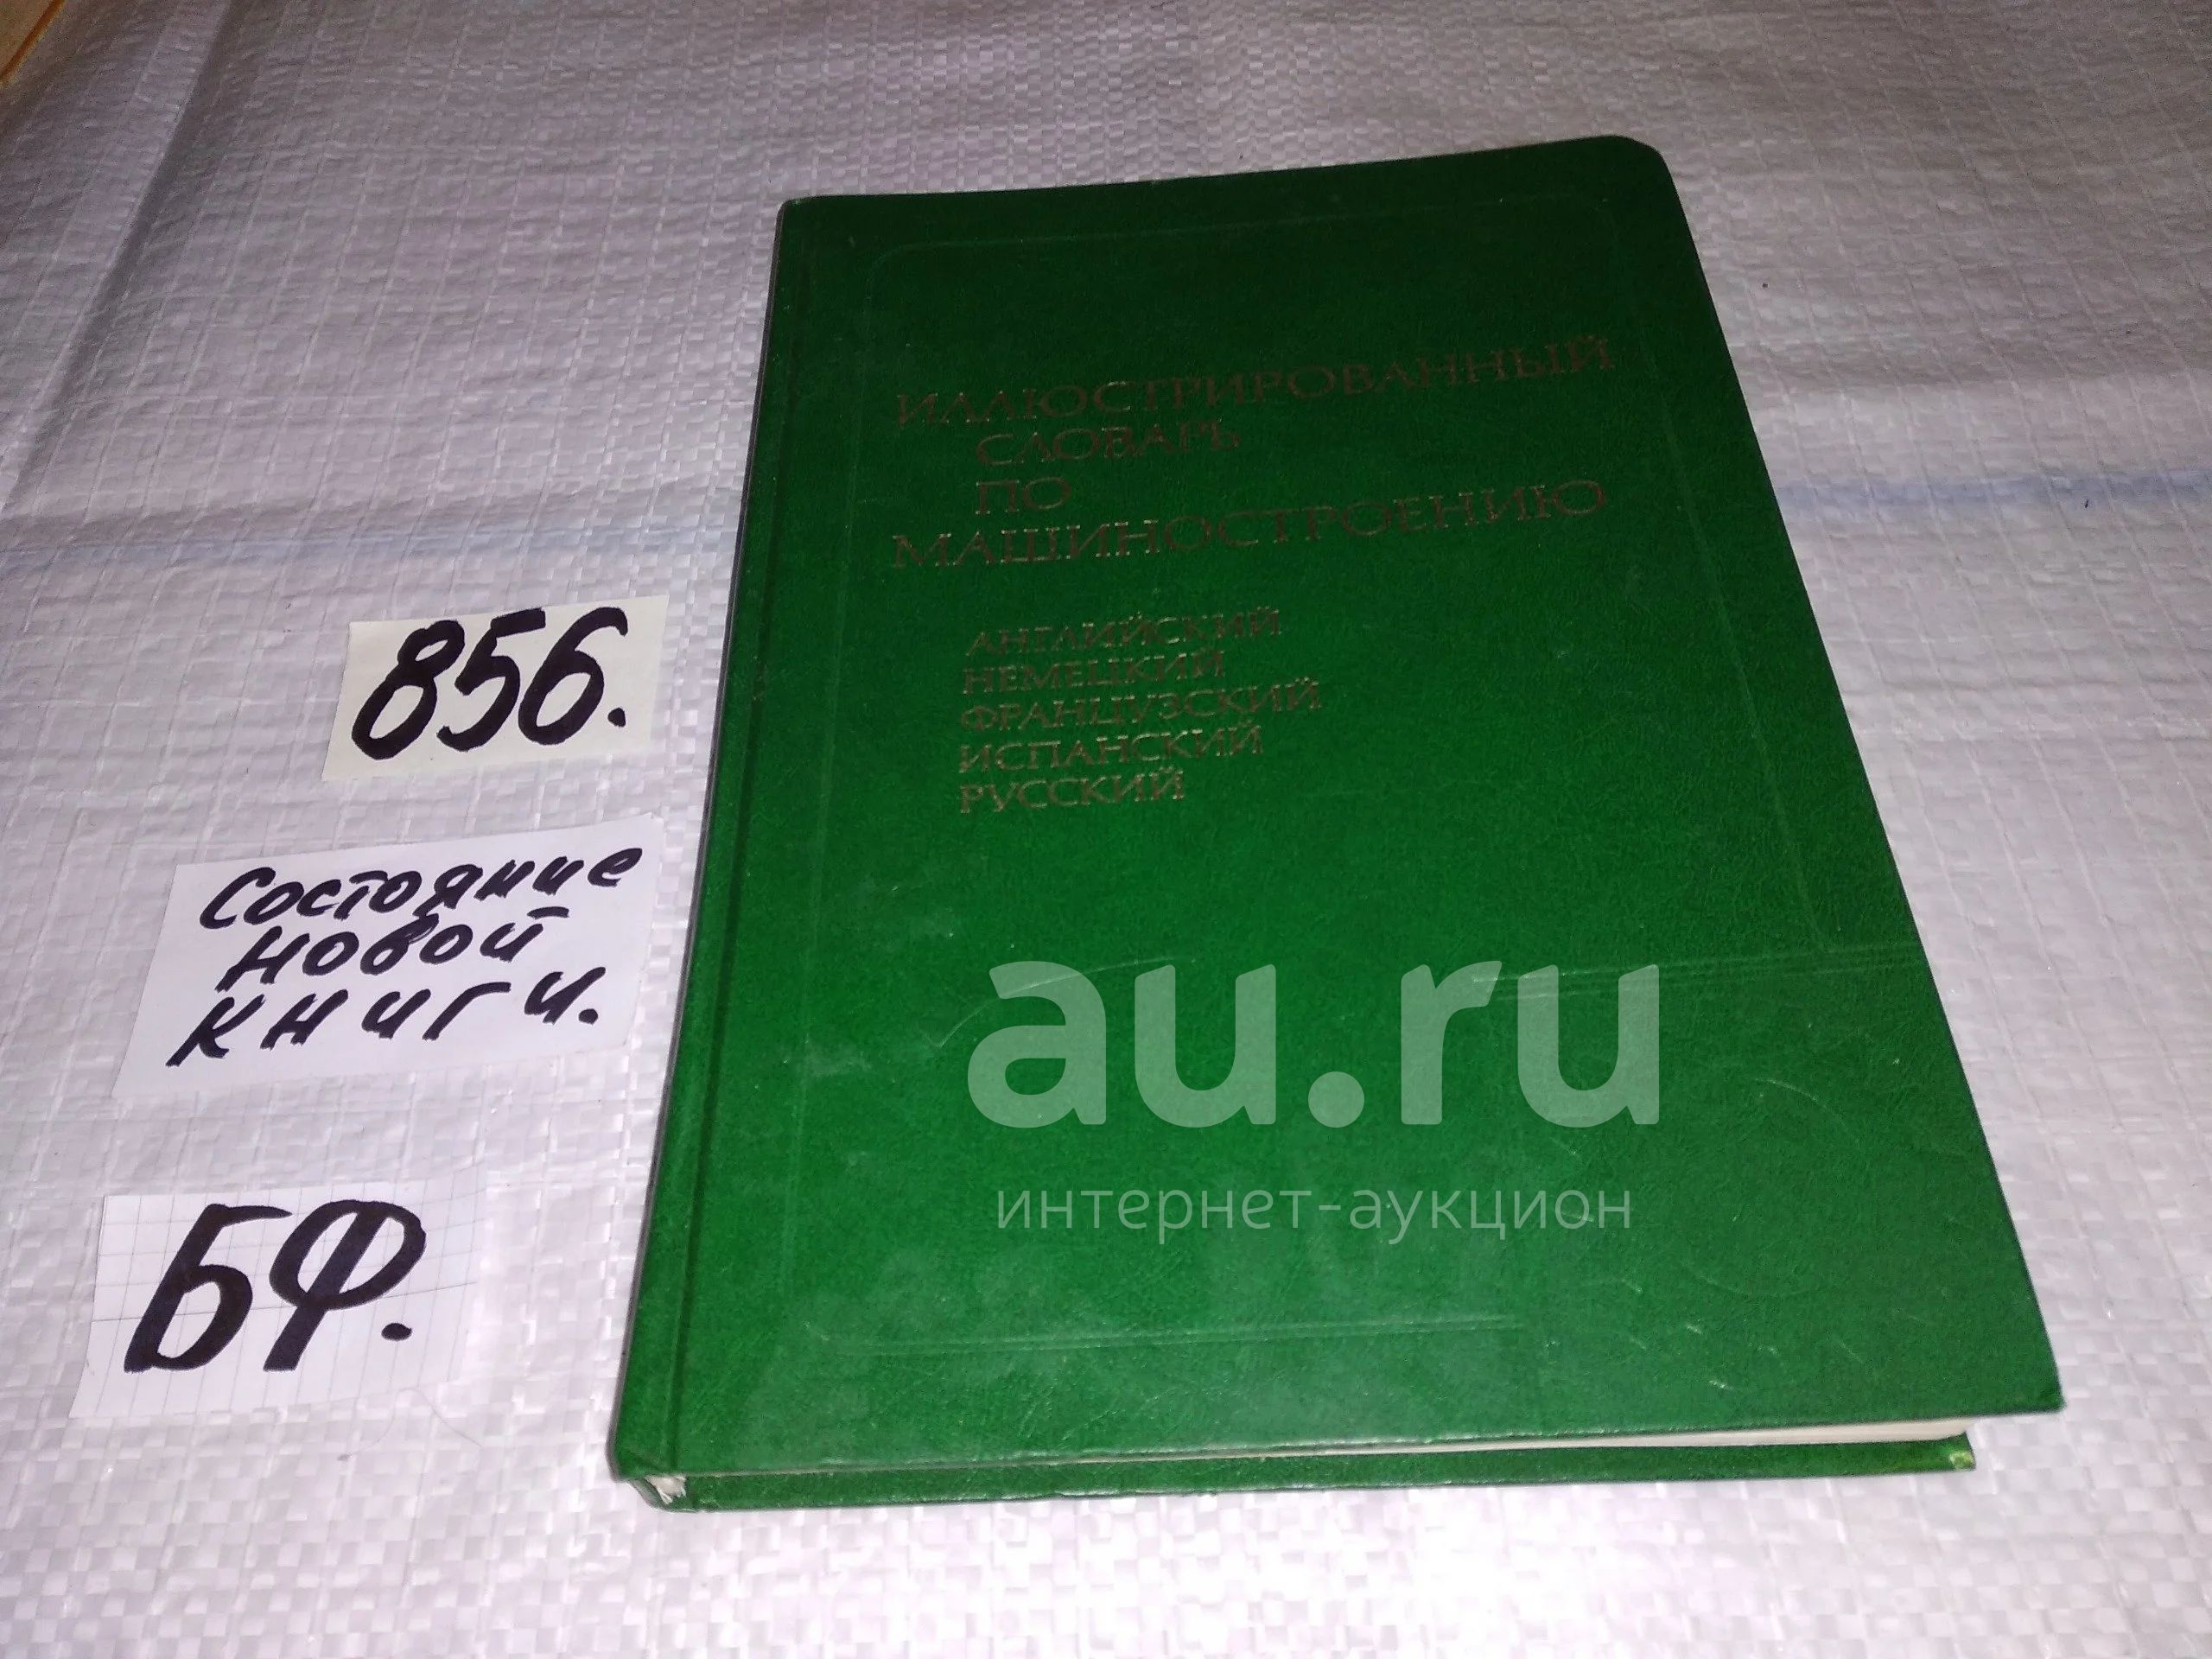 ИЛЛЮСТРИРОВАННЫЙ
СЛОВАРЬ
ПО
МАШИНОСТРОЕНИЮ
АНГЛИЙСКИЙ
НЕМЕЦКИЙ
ФРАНЦУЗСКИЙ
ИСПАНСКИЙ
РУССКИЙ
856.
Состояние
новой
книги.
БФ.
au.ru
интернет-аукцион